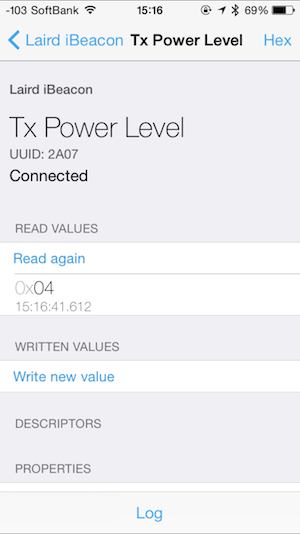 -103 SoftBank 15:16 69%
Laird iBeacon Tx Power Level Hex
Laird iBeacon
Tx Power Level
UUID: 2A07
Connected
READ VALUES
Read again
0x04
15:16:41.612
WRITTEN VALUES
Write new value
DESCRIPTORS
PROPERTIES
Log